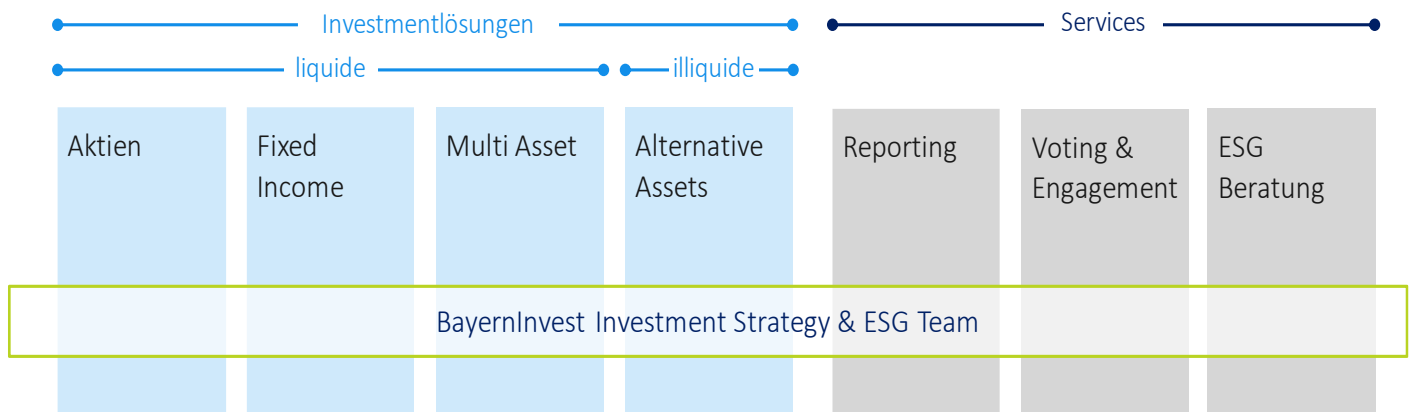 Investmentlösungen
Services
liquide
illiquide
Aktien
Fixed
Income
Multi Asset
Alternative
Assets
Reporting
Voting &
Engagement
ESG
Beratung
BayernInvest Investment Strategy & ESG Team